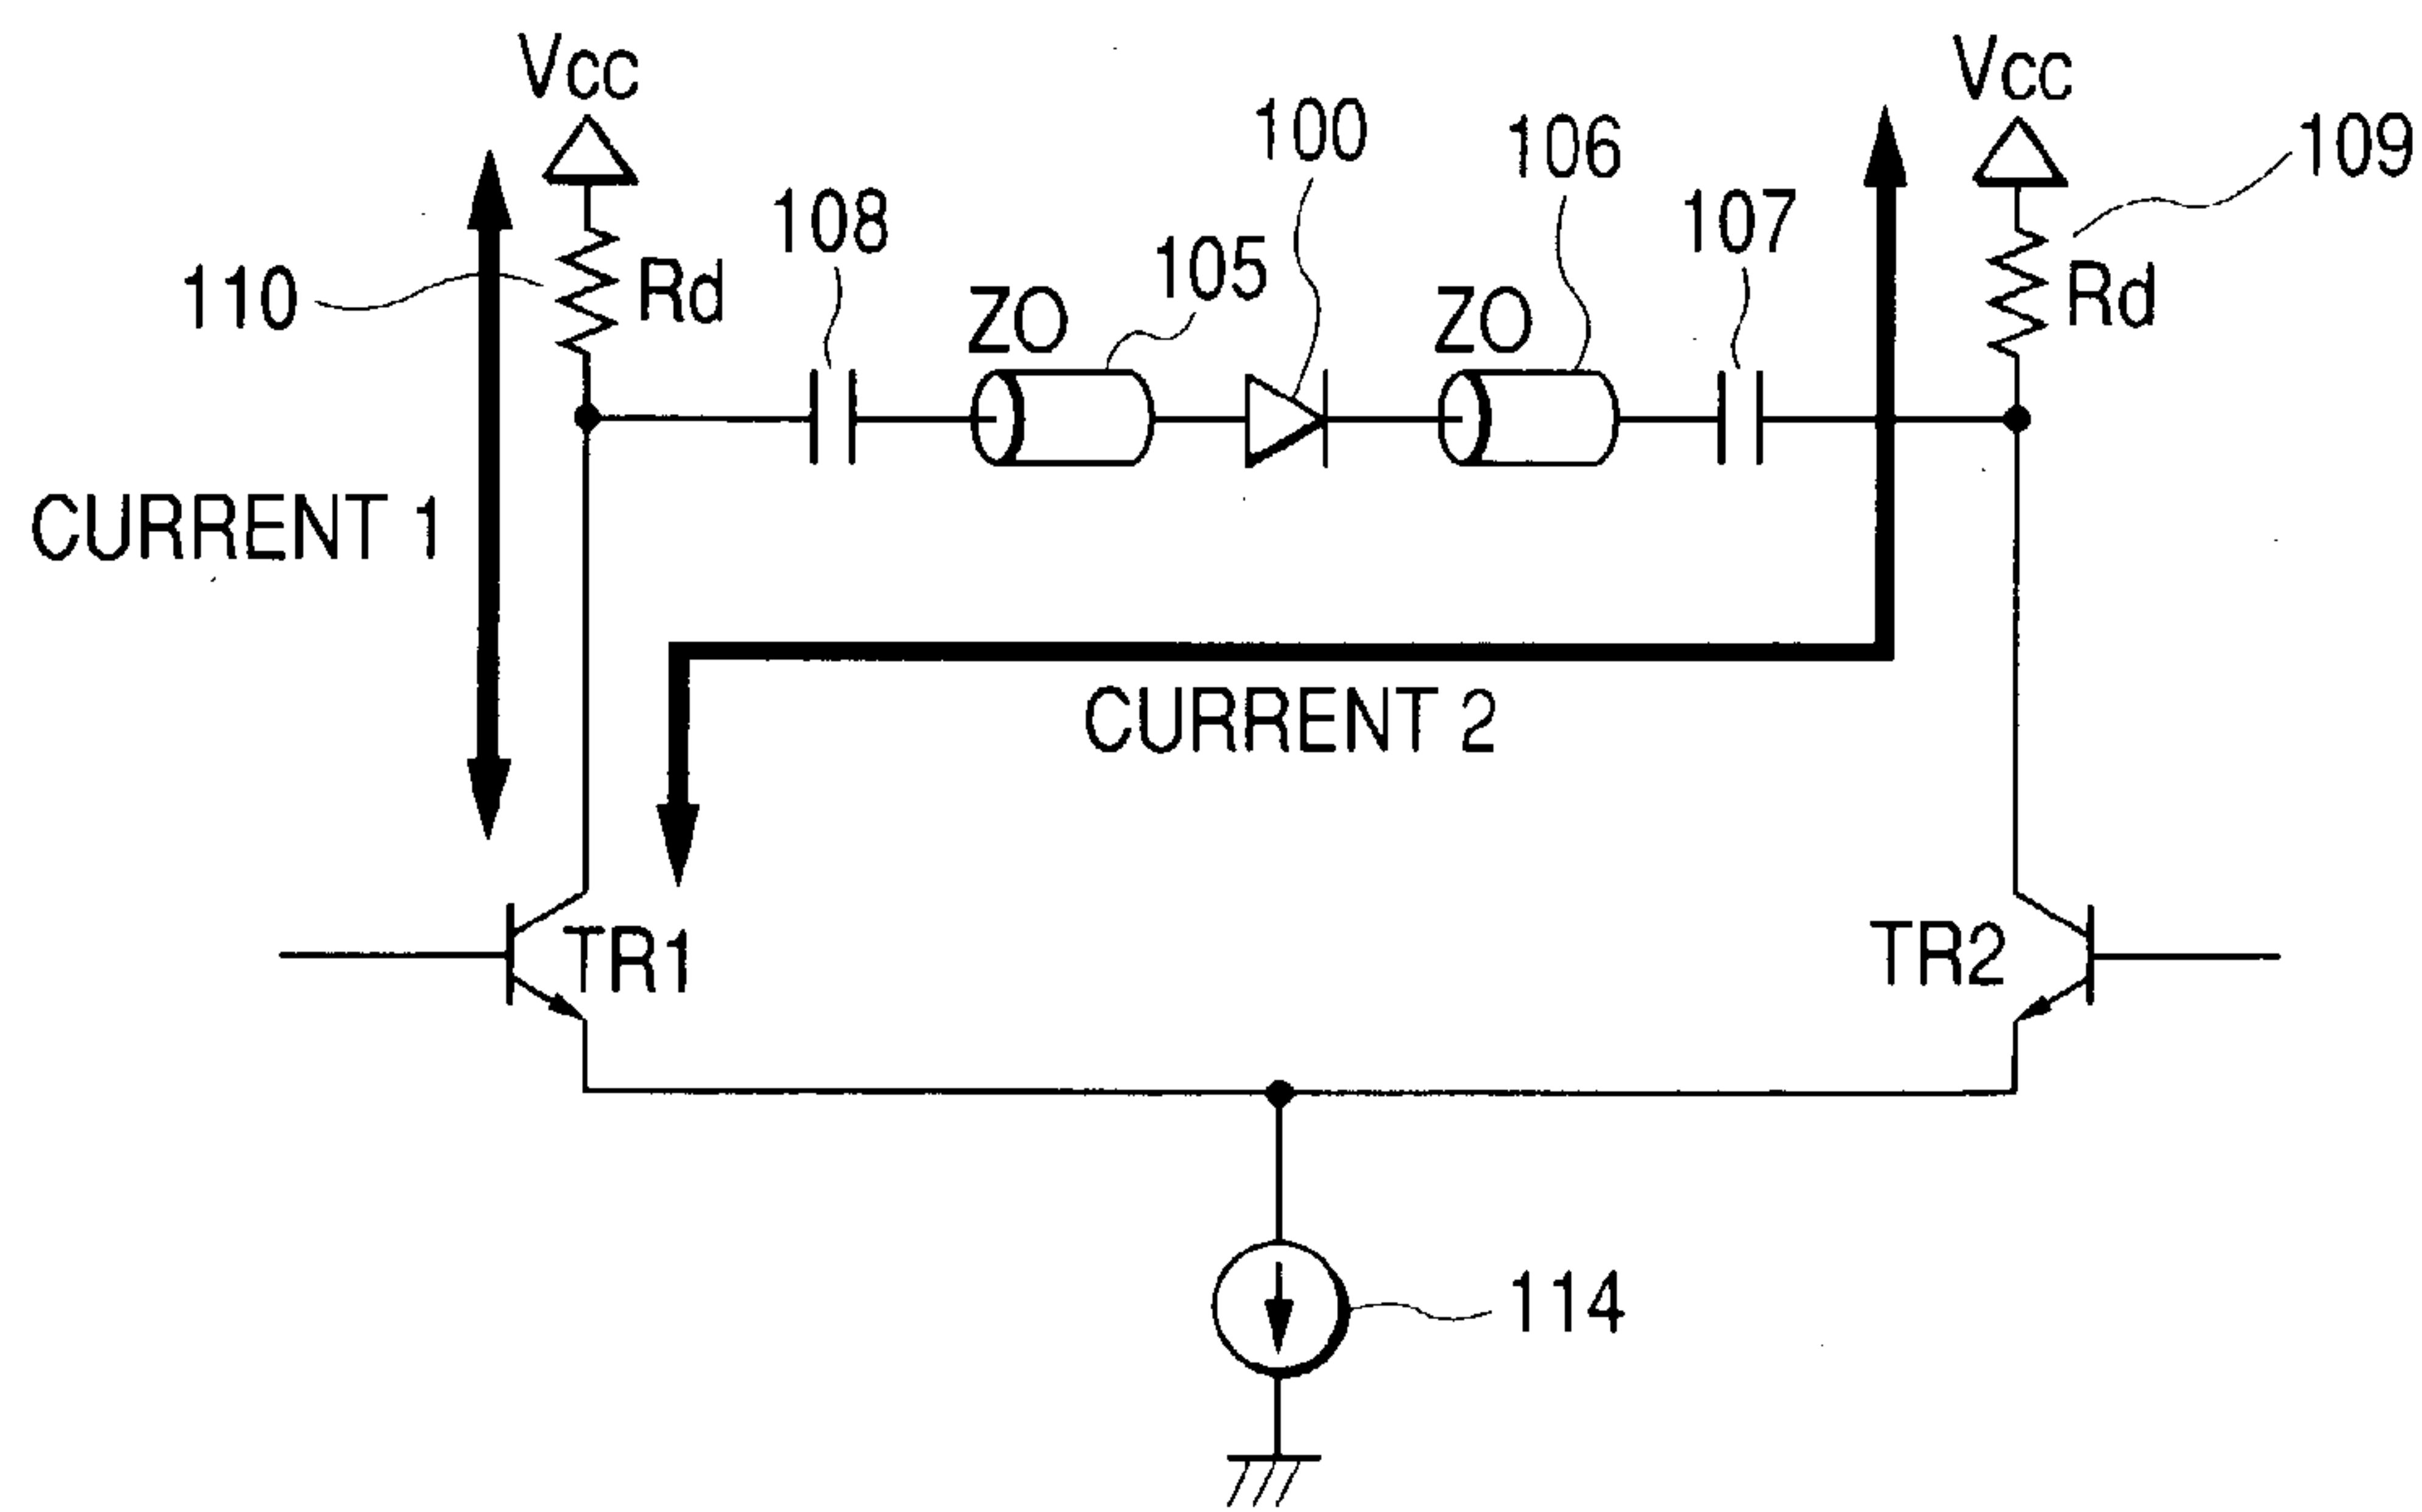 Vcc
Vcc
100
106
109
108
107
105
110
Rd
ZO
ZO
Rd
CURRENT 1
CURRENT 2
TR1
TR2
114